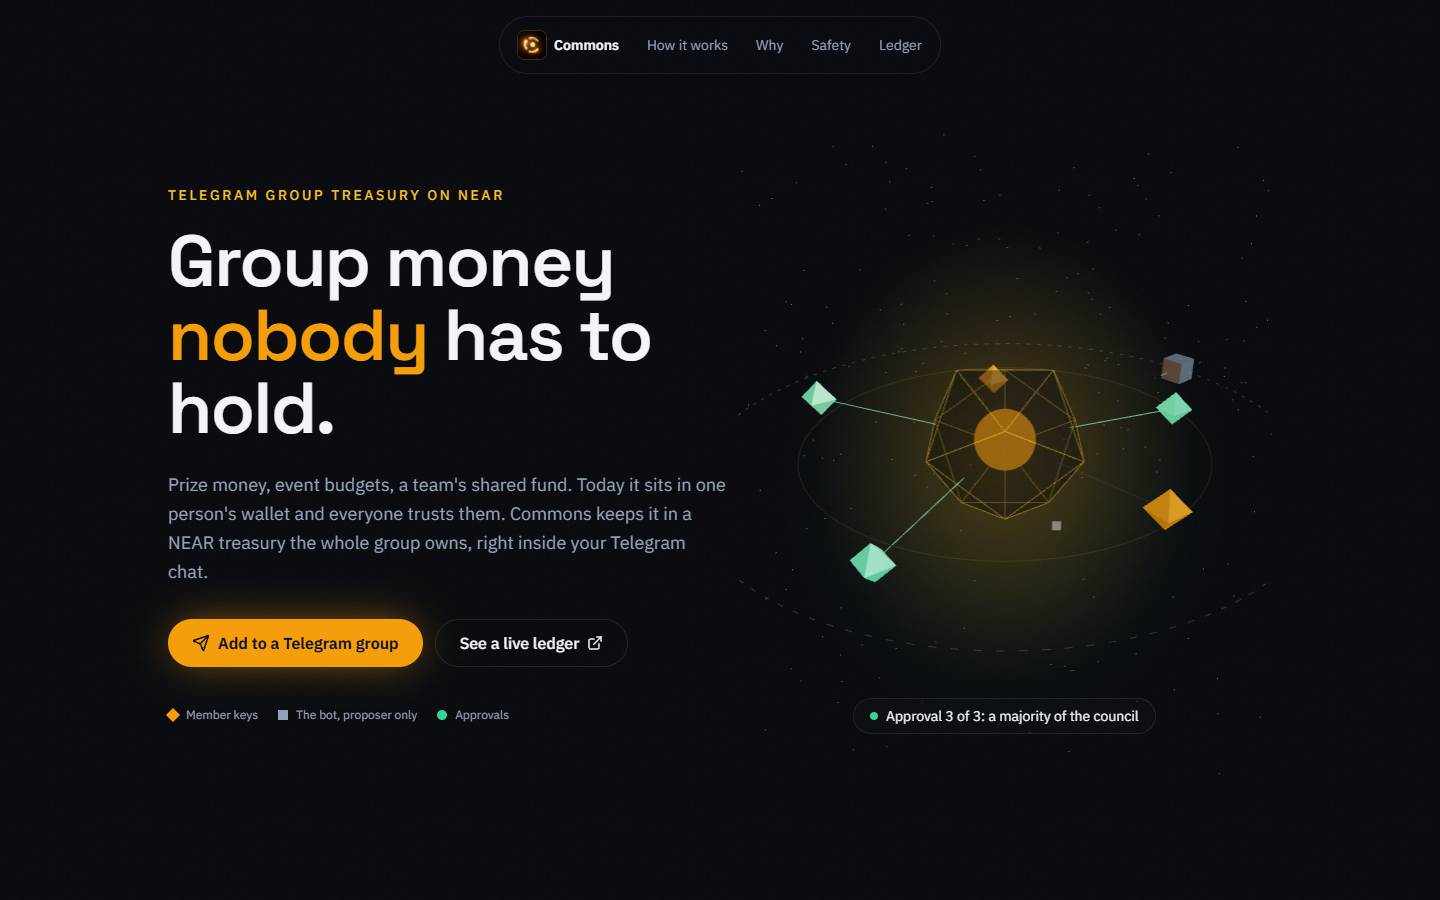 Commons How it works Why Safety Ledger
TELEGRAM GROUP TREASURY ON NEAR
Group money
nobody has to
hold.
Prize money, event budgets, a team's shared fund. Today it sits in one
person's wallet and everyone trusts them. Commons keeps it in a
NEAR treasury the whole group owns, right inside your Telegram
chat.
Add to a Telegram group See a live ledger
Member keys The bot, proposer only Approvals
Approval 3 of 3: a majority of the council